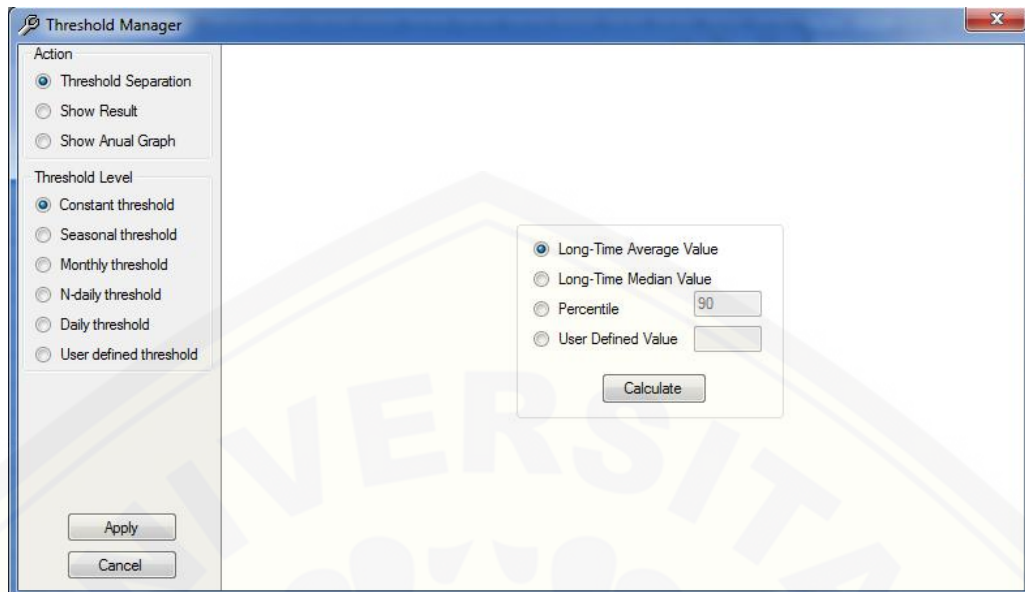 Threshold Manager
Action
Threshold Separation
Show Result
Show Anual Graph
Threshold Level
Constant threshold
Seasonal threshold
Monthly threshold
N-daily threshold
Daily threshold
User defined threshold
Apply
Cancel
Long-Time Average Value
Long-Time Median Value
Percentile 90
User Defined Value
Calculate